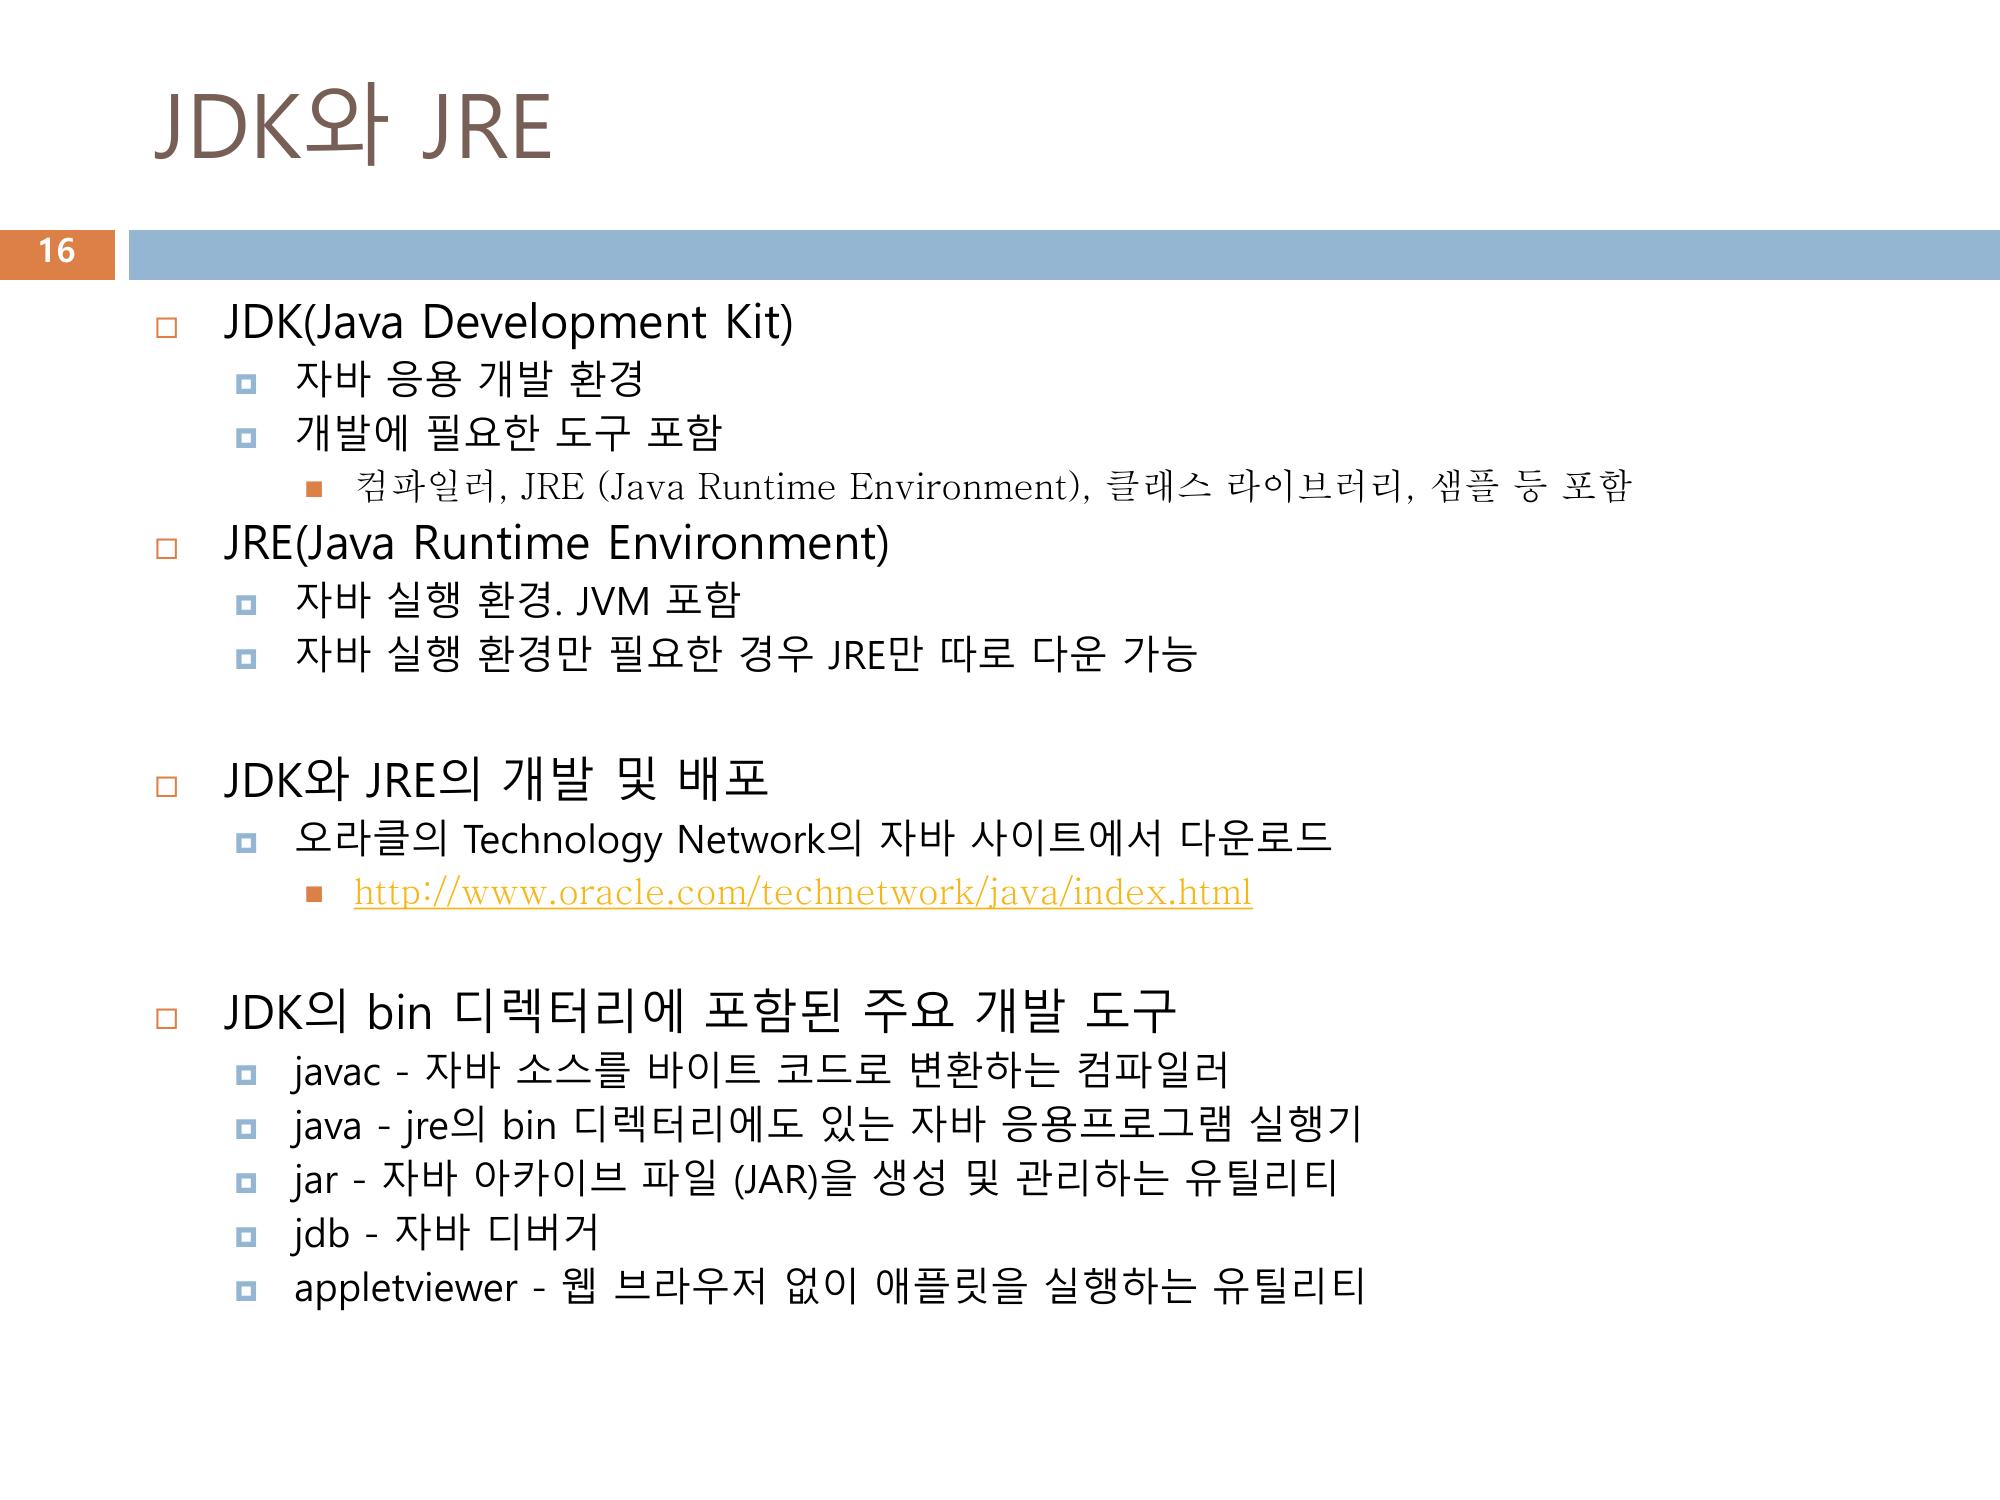 JDK와 JRE
16
JDK(Java Development Kit)
자바 응용 개발 환경
개발에 필요한 도구 포함
컴파일러, JRE (Java Runtime Environment), 클래스 라이브러리, 샘플 등 포함
JRE(Java Runtime Environment)
자바 실행 환경. JVM 포함
자바 실행 환경만 필요한 경우 JRE만 따로 다운 가능
JDK와 JRE의 개발 및 배포
오라클의 Technology Network의 자바 사이트에서 다운로드
http://www.oracle.com/technetwork/java/index.html
JDK의 bin 디렉터리에 포함된 주요 개발 도구
javac - 자바 소스를 바이트 코드로 변환하는 컴파일러
java - jre의 bin 디렉터리에도 있는 자바 응용프로그램 실행기
jar - 자바 아카이브 파일 (JAR)을 생성 및 관리하는 유틸리티
jdb - 자바 디버거
appletviewer - 웹 브라우저 없이 애플릿을 실행하는 유틸리티